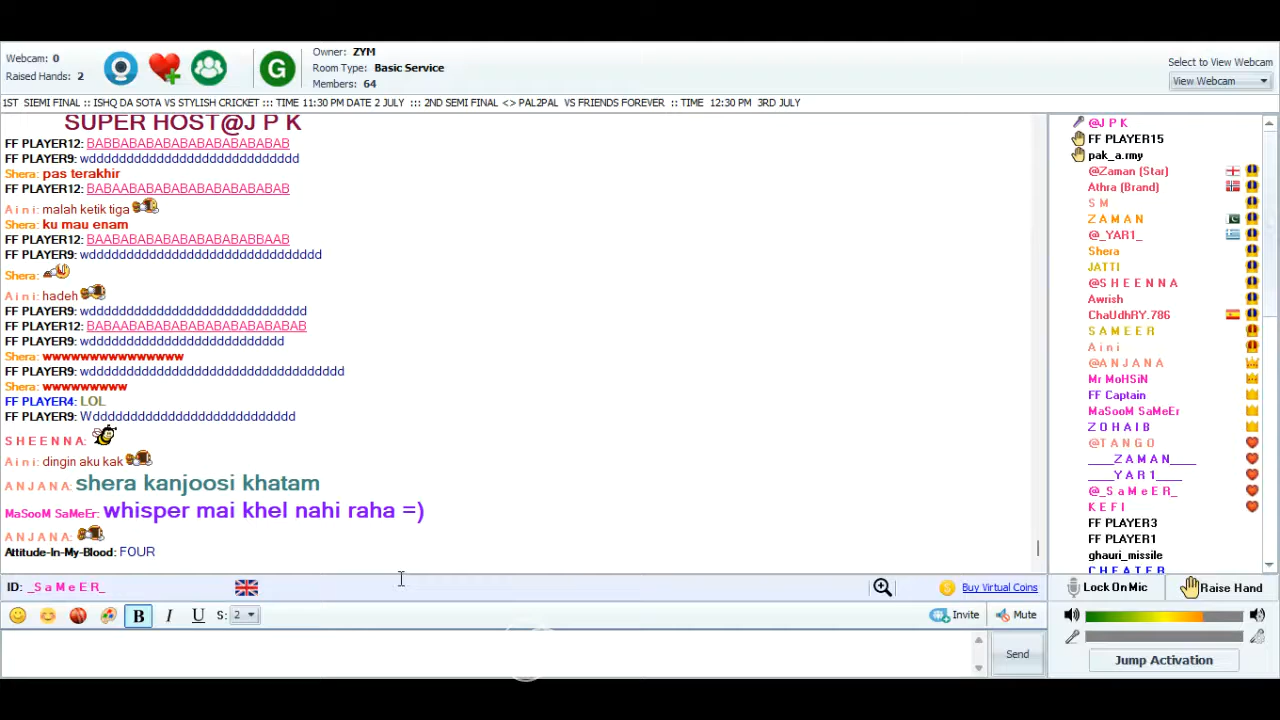 Webcam: 0
Raised Hands: 2
G
Owner: ZYM
Room Type: Basic Service
Members: 64
Select to View Webcam
View Webcam
1ST SIEMI FINAL :: ISHQ DA SOTA VS STYLISH CRICKET ::: TIME 11:30 PM DATE 2 JULY ::: 2ND SEMI FINAL <> PAL2PAL VS FRIENDS FOREVER :: TIME 12:30 PM 3RD JULY
SUPER HOST@J P K
FF PLAYER12: BABBABABABABABABABABAB
FF PLAYER9: wdddddddddddddddddddddddddddd
Shera: pas terakhir
FF PLAYER12: BABAABABABABABABABABAB
A i n i: malah ketik tiga
Shera: ku mau enam
FF PLAYER12: BAABABABABABABABABBAAB
FF PLAYER9: wddddddddddddddddddddddddddddddd
Shera:
A i n i: hadeh
FF PLAYER9: wddddddddddddddddddddddddddddd
FF PLAYER12: BABAABABABABABABABABABAB
FF PLAYER9: wdddddddddddddddddddddddddd
Shera: wwwwwwwwwwwwwww
FF PLAYER9: wdddddddddddddddddddddddddddddddddd
Shera: wwwwwwwww
FF PLAYER4: LOL
FF PLAYER9: Wddddddddddddddddddddddddddd
S H E E N N A:
A i n i: dingin aku kak
A N J A N A: shera kanjoosi khatam
MaSooM SaMeEr: whisper mai khel nahi raha =)
A N J A N A:
Attitude-In-My-Blood: FOUR
@J P K
FF PLAYER15
pak_a.rmy
@Zaman (Star)
Athra (Brand)
S M
Z A M A N
@_YAR1_
Shera
JATTI
@S H E E N N A
Awrish
ChaUdhRY.786
S A M E E R
A i n i
@A N J A N A
Mr MoHSiN
FF Captain
MaSooM SaMeEr
Z O H A I B
@T A N G O
____Z A M A N____
____Y A R 1____
@_S a M e E R_
K E F I
FF PLAYER3
FF PLAYER1
ghauri_missile
C H E A T E R
ID: _S a M e E R_
Buy Virtual Coins
Lock On Mic
Raise Hand
B I U S: 2
Invite
Mute
Send
Jump Activation